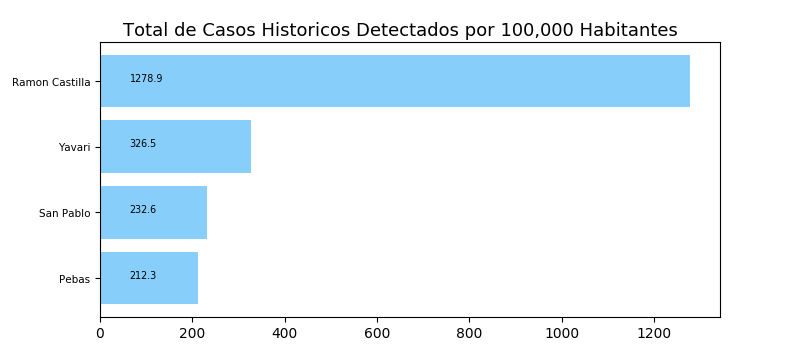 Total de Casos Historicos Detectados por 100,000 Habitantes
Ramon Castilla
1278.9
Yavari
326.5
San Pablo
232.6
Pebas
212.3
0 200 400 600 800 1000 1200